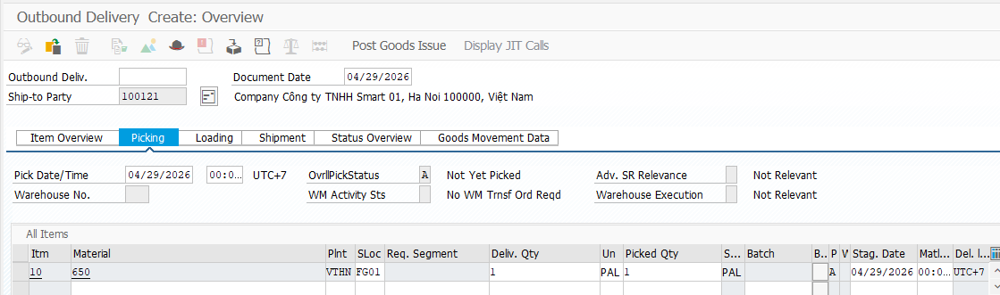 Outbound Delivery Create: Overview
Post Goods Issue Display JIT Calls
Outbound Deliv. Document Date 04/29/2026
Ship-to Party 100121 Company Công ty TNHH Smart 01, Ha Noi 100000, Việt Nam
Item Overview Picking Loading Shipment Status Overview Goods Movement Data
Pick Date/Time 04/29/2026 00:0... UTC+7 OvrllPickStatus A Not Yet Picked Adv. SR Relevance Not Relevant
Warehouse No. WM Activity Sts No WM Trnsf Ord Reqd Warehouse Execution Not Relevant
All Items
Itm Material Plnt SLoc Req. Segment Deliv. Qty Un Picked Qty S... Batch B.. P W Stag. Date Matl... Del. l...
10 650 VTHN FG01 1 PAL 1 PAL A 04/29/2026 00:0... UTC+7